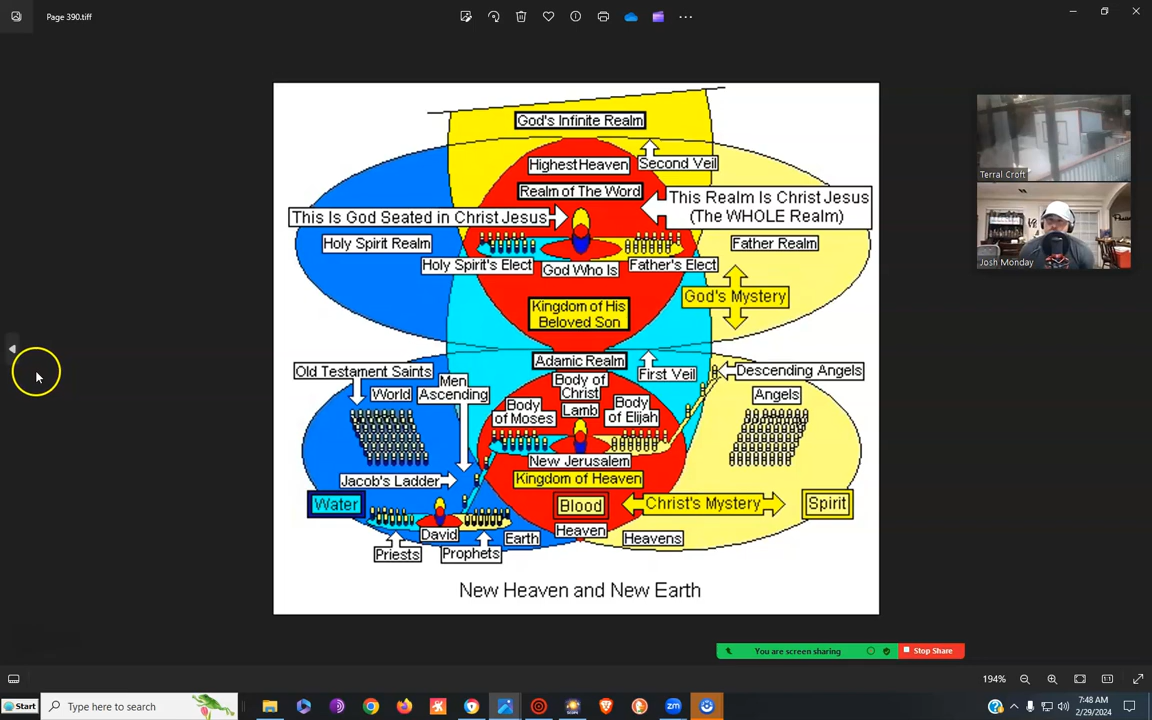 Page 390.tiff
God's Infinite Realm
Highest Heaven
Second Veil
Realm of The Word
This Realm Is Christ Jesus
(The WHOLE Realm)
This Is God Seated in Christ Jesus
Holy Spirit Realm
Father Realm
Holy Spirit's Elect
God Who Is
Father's Elect
God's Mystery
Kingdom of His
Beloved Son
Adamic Realm
Old Testament Saints
First Veil
Descending Angels
Men
Ascending
World
Body of
Christ
Angels
Body
of Moses
Lamb
Body
of Elijah
New Jerusalem
Jacob's Ladder
Kingdom of Heaven
Water
Blood
Christ's Mystery
Spirit
David
Earth
Heaven
Heavens
Priests
Prophets
New Heaven and New Earth
Terral Croft
Josh Monday
You are screen sharing
Stop Share
194%
Start
Type here to search
7:48 AM
2/29/2024